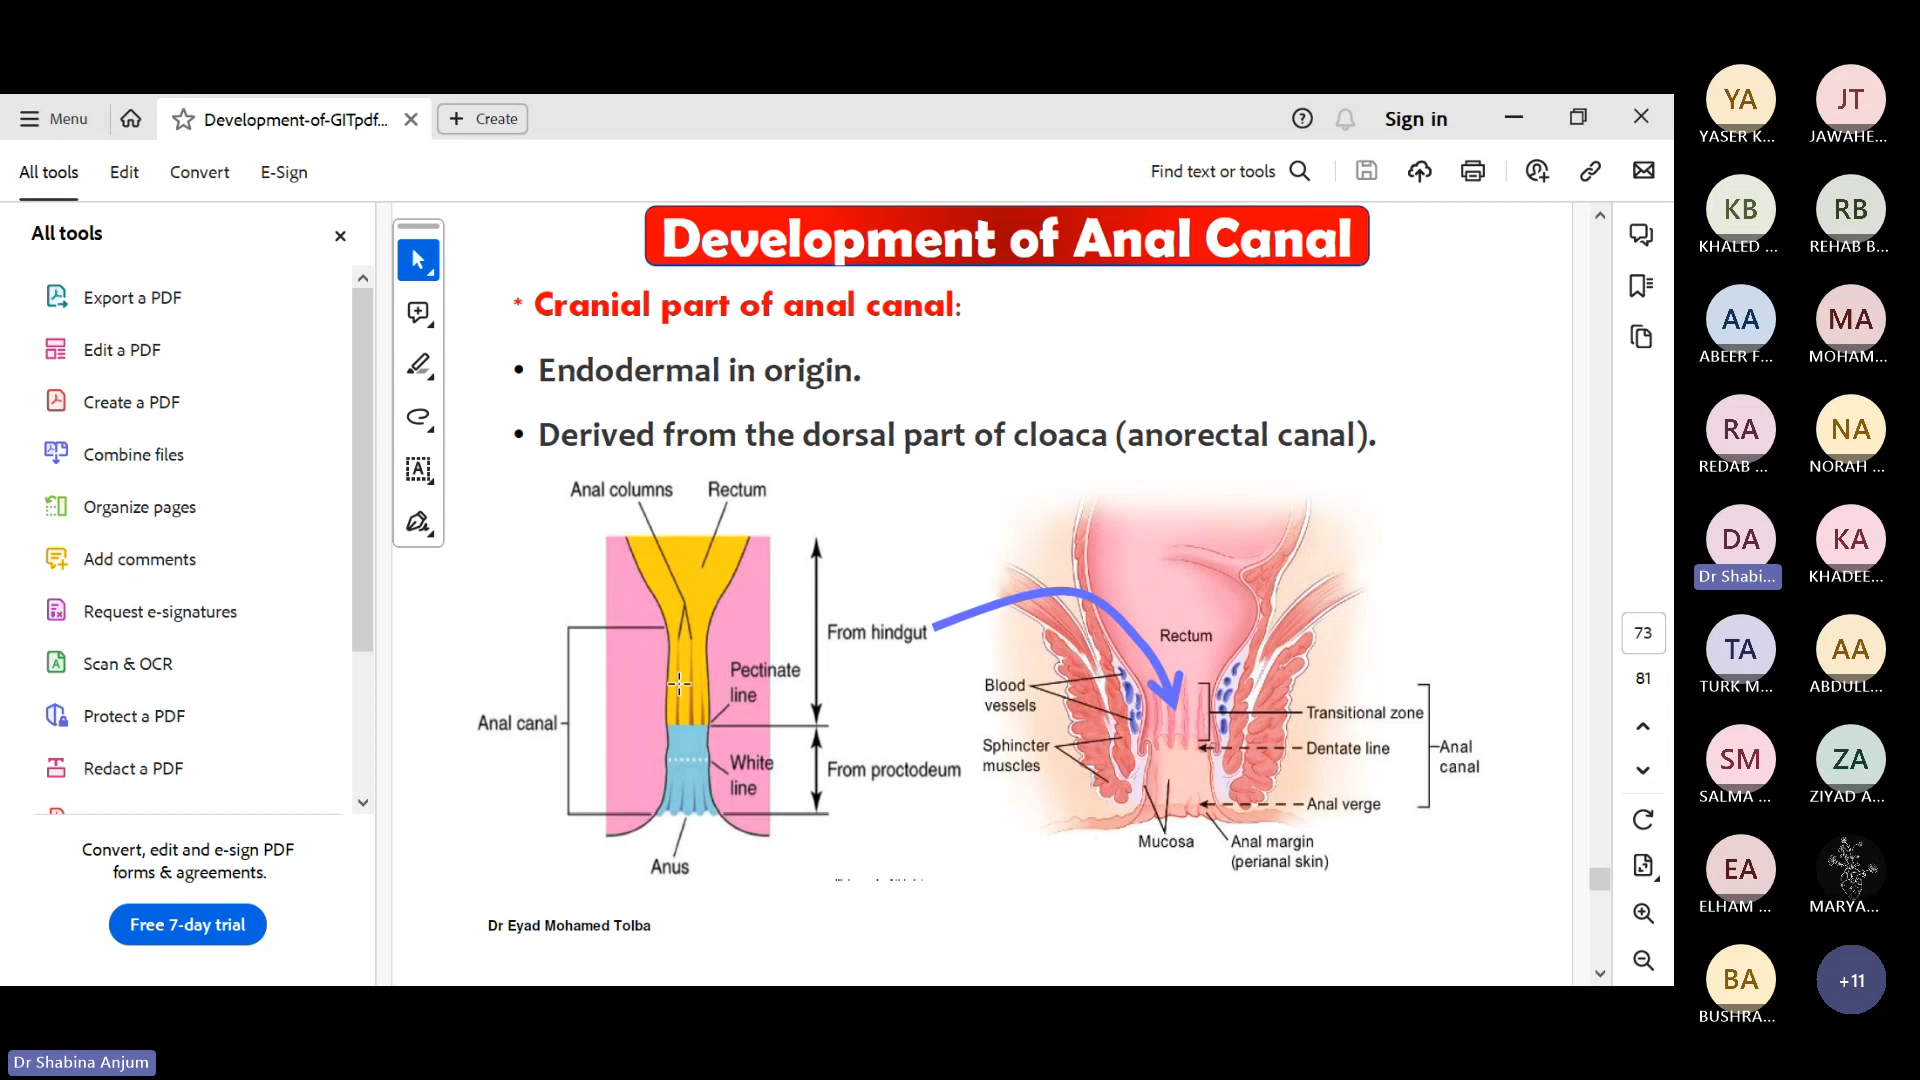 Menu
Development-of-GITpdf...
Create
Sign in
All tools
Edit
Convert
E-Sign
Find text or tools
All tools
Export a PDF
Edit a PDF
Create a PDF
Combine files
Organize pages
Add comments
Request e-signatures
Scan & OCR
Protect a PDF
Redact a PDF
Convert, edit and e-sign PDF
forms & agreements.
Free 7-day trial
Development of Anal Canal
* Cranial part of anal canal:
• Endodermal in origin.
• Derived from the dorsal part of cloaca (anorectal canal).
Anal columns
Rectum
From hindgut
Pectinate
line
Anal canal
White
line
From proctodeum
Anus
Rectum
Blood
vessels
Sphincter
muscles
Transitional zone
Dentate line
Anal
canal
Anal verge
Mucosa
Anal margin
(perianal skin)
Dr Eyad Mohamed Tolba
73
81
YA
YASER K...
JT
JAWAHE...
KB
KHALED ...
RB
REHAB B...
AA
ABEER F...
MA
MOHAM...
RA
REDAB ...
NA
NORAH ...
DA
Dr Shabi...
KA
KHADEE...
TA
TURK M...
AA
ABDULL...
SM
SALMA ...
ZA
ZIYAD A...
EA
ELHAM ...
MARYA...
BA
BUSHRA...
+11
Dr Shabina Anjum